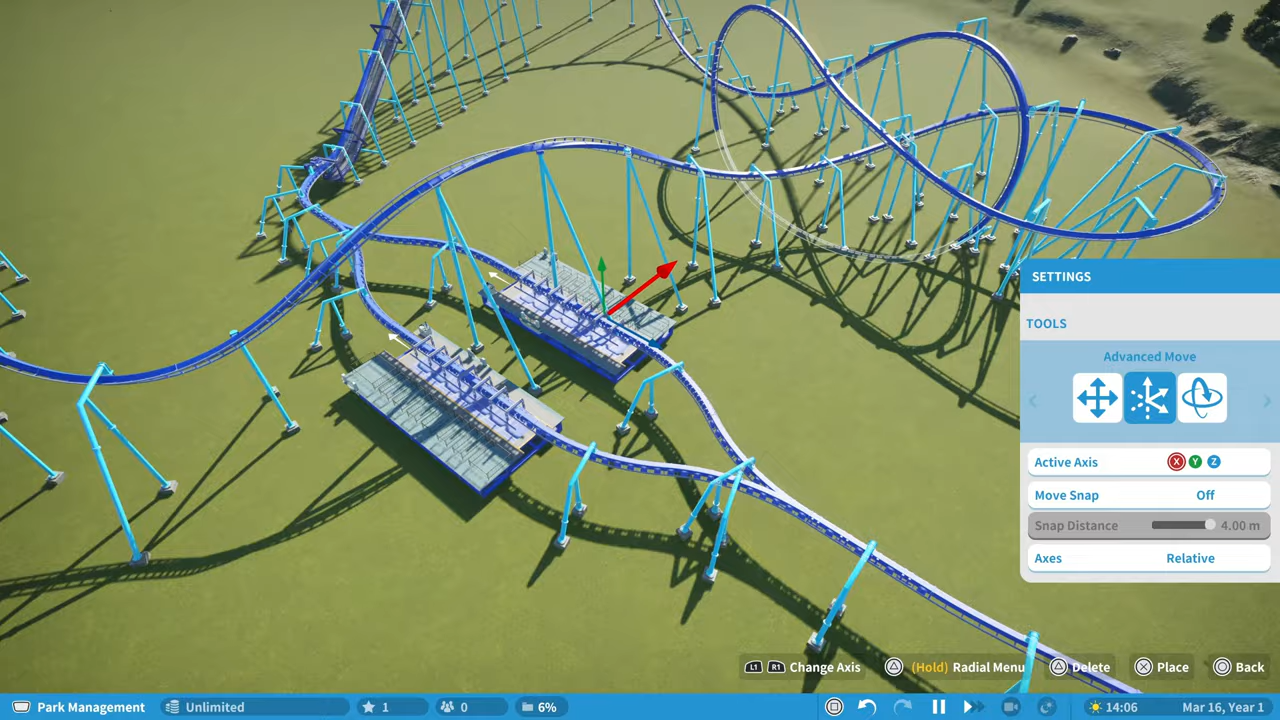 SETTINGS
TOOLS
Advanced Move
Active Axis X Y Z
Move Snap Off
Snap Distance 4.00 m
Axes Relative
L1 R1 Change Axis (Hold) Radial Menu Delete Place Back
Park Management Unlimited 1 0 6% 14:06 Mar 16, Year 1